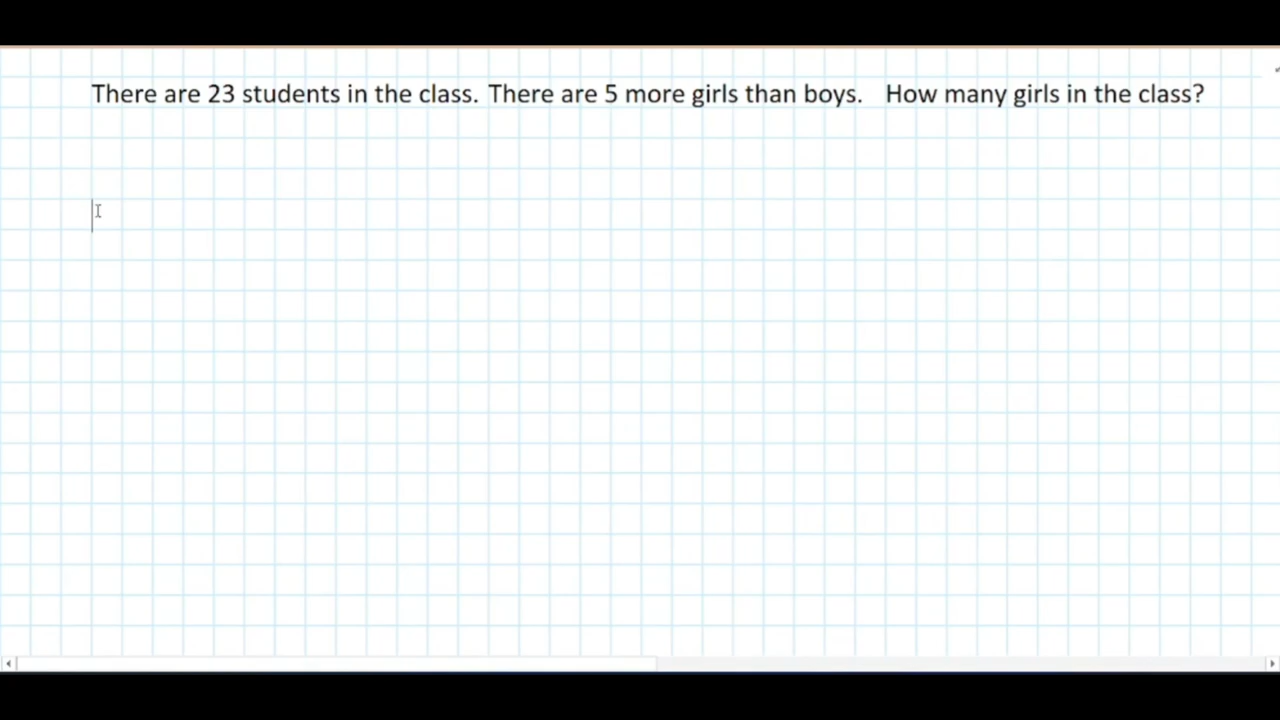 There are 23 students in the class. There are 5 more girls than boys. How many girls in the class?